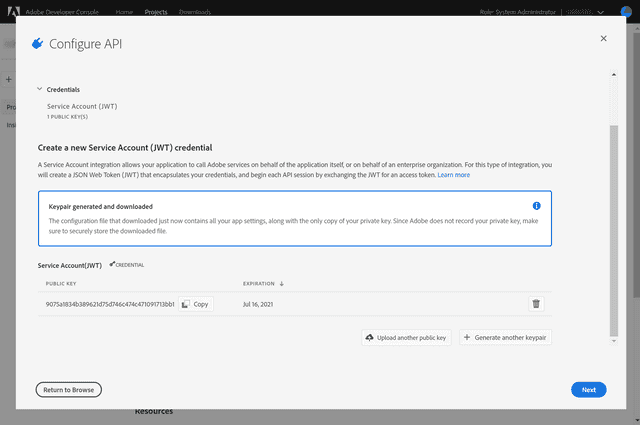 Adobe Developer Console Home Projects Downloads Role: System Administrator
Configure API
Credentials
Service Account (JWT)
1 PUBLIC KEY(S)
Create a new Service Account (JWT) credential
A Service Account integration allows your application to call Adobe services on behalf of the application itself, or on behalf of an enterprise organization. For this type of integration, you
will create a JSON Web Token (JWT) that encapsulates your credentials, and begin each API session by exchanging the JWT for an access token. Learn more
Keypair generated and downloaded
The configuration file that downloaded just now contains all your app settings, along with the only copy of your private key. Since Adobe does not record your private key, make
sure to securely store the downloaded file.
Service Account(JWT) CREDENTIAL
PUBLIC KEY EXPIRATION
9075a1834b389621d75d746c474c471091713bb1 Copy Jul 16, 2021
Upload another public key Generate another keypair
Return to Browse Next
Resources